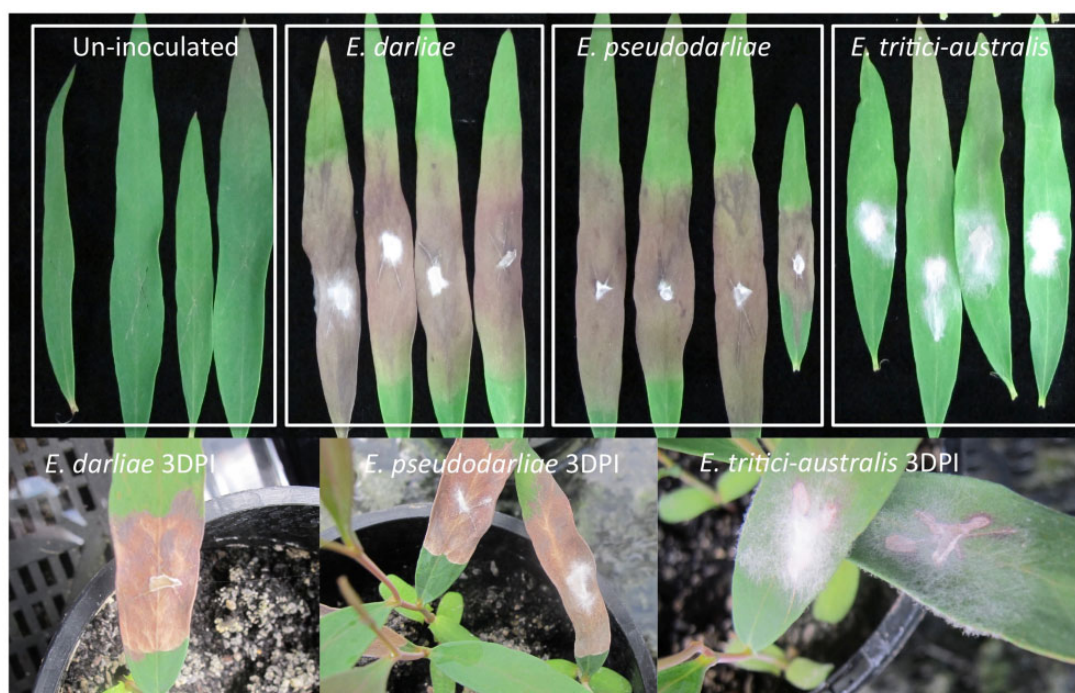 Un-inoculated
E. darliae
E. pseudodarliae
E. tritici-australis
E. darliae 3DPI
E. pseudodarliae 3DPI
E. tritici-australis 3DPI